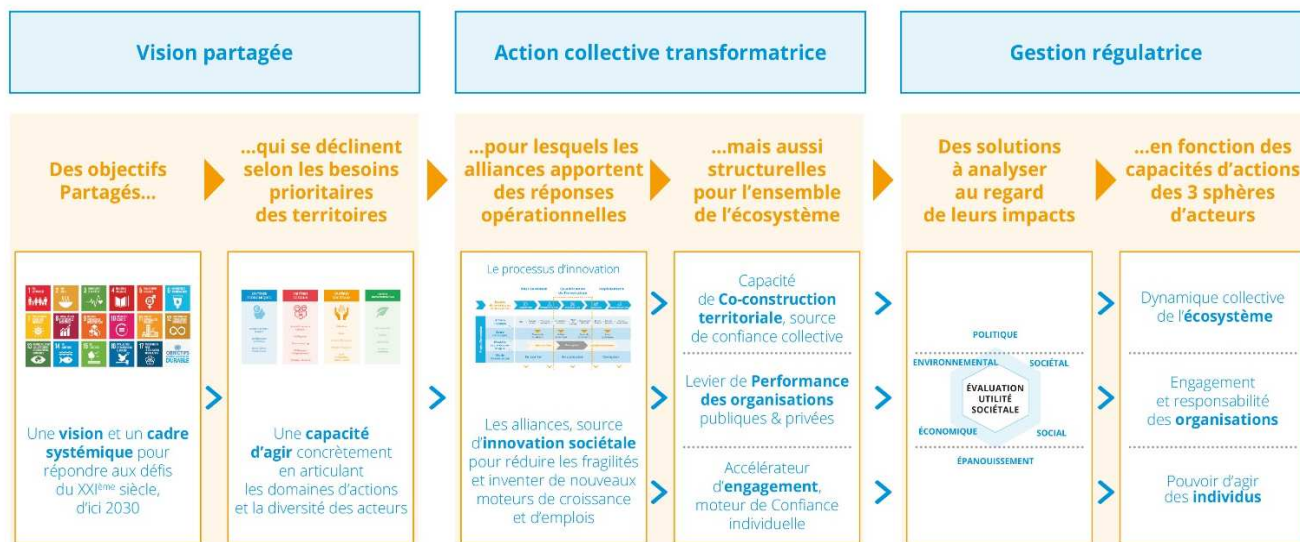 Vision partagée
Action collective transformatrice
Gestion régulatrice
Des objectifs
Partagés...
...qui se déclinent
selon les besoins
prioritaires
des territoires
...pour lesquels les
alliances apportent
des réponses
opérationnelles
...mais aussi
structurelles
pour l'ensemble
de l'écosystème
Des solutions
à analyser
au regard
de leurs impacts
...en fonction des
capacités d'actions
des 3 sphères
d'acteurs
Une vision et un cadre
systémique pour
répondre aux défis
du XXIème siècle,
d'ici 2030
Une capacité
d'agir concrètement
en articulant
les domaines d'actions
et la diversité des acteurs
Le processus d'innovation
Les alliances, source
d'innovation sociétale
pour réduire les fragilités
et inventer de nouveaux
moteurs de croissance
et d'emplois
Capacité
de Co-construction
territoriale, source
de confiance collective
Levier de Performance
des organisations
publiques & privées
Accélérateur
d'engagement,
moteur de Confiance
individuelle
POLITIQUE
ENVIRONNEMENTAL
SOCIÉTAL
ÉVALUATION
UTILITÉ
SOCIÉTALE
ÉCONOMIQUE
SOCIAL
ÉPANOUISSEMENT
Dynamique collective
de l'écosystème
Engagement
et responsabilité
des organisations
Pouvoir d'agir
des individus